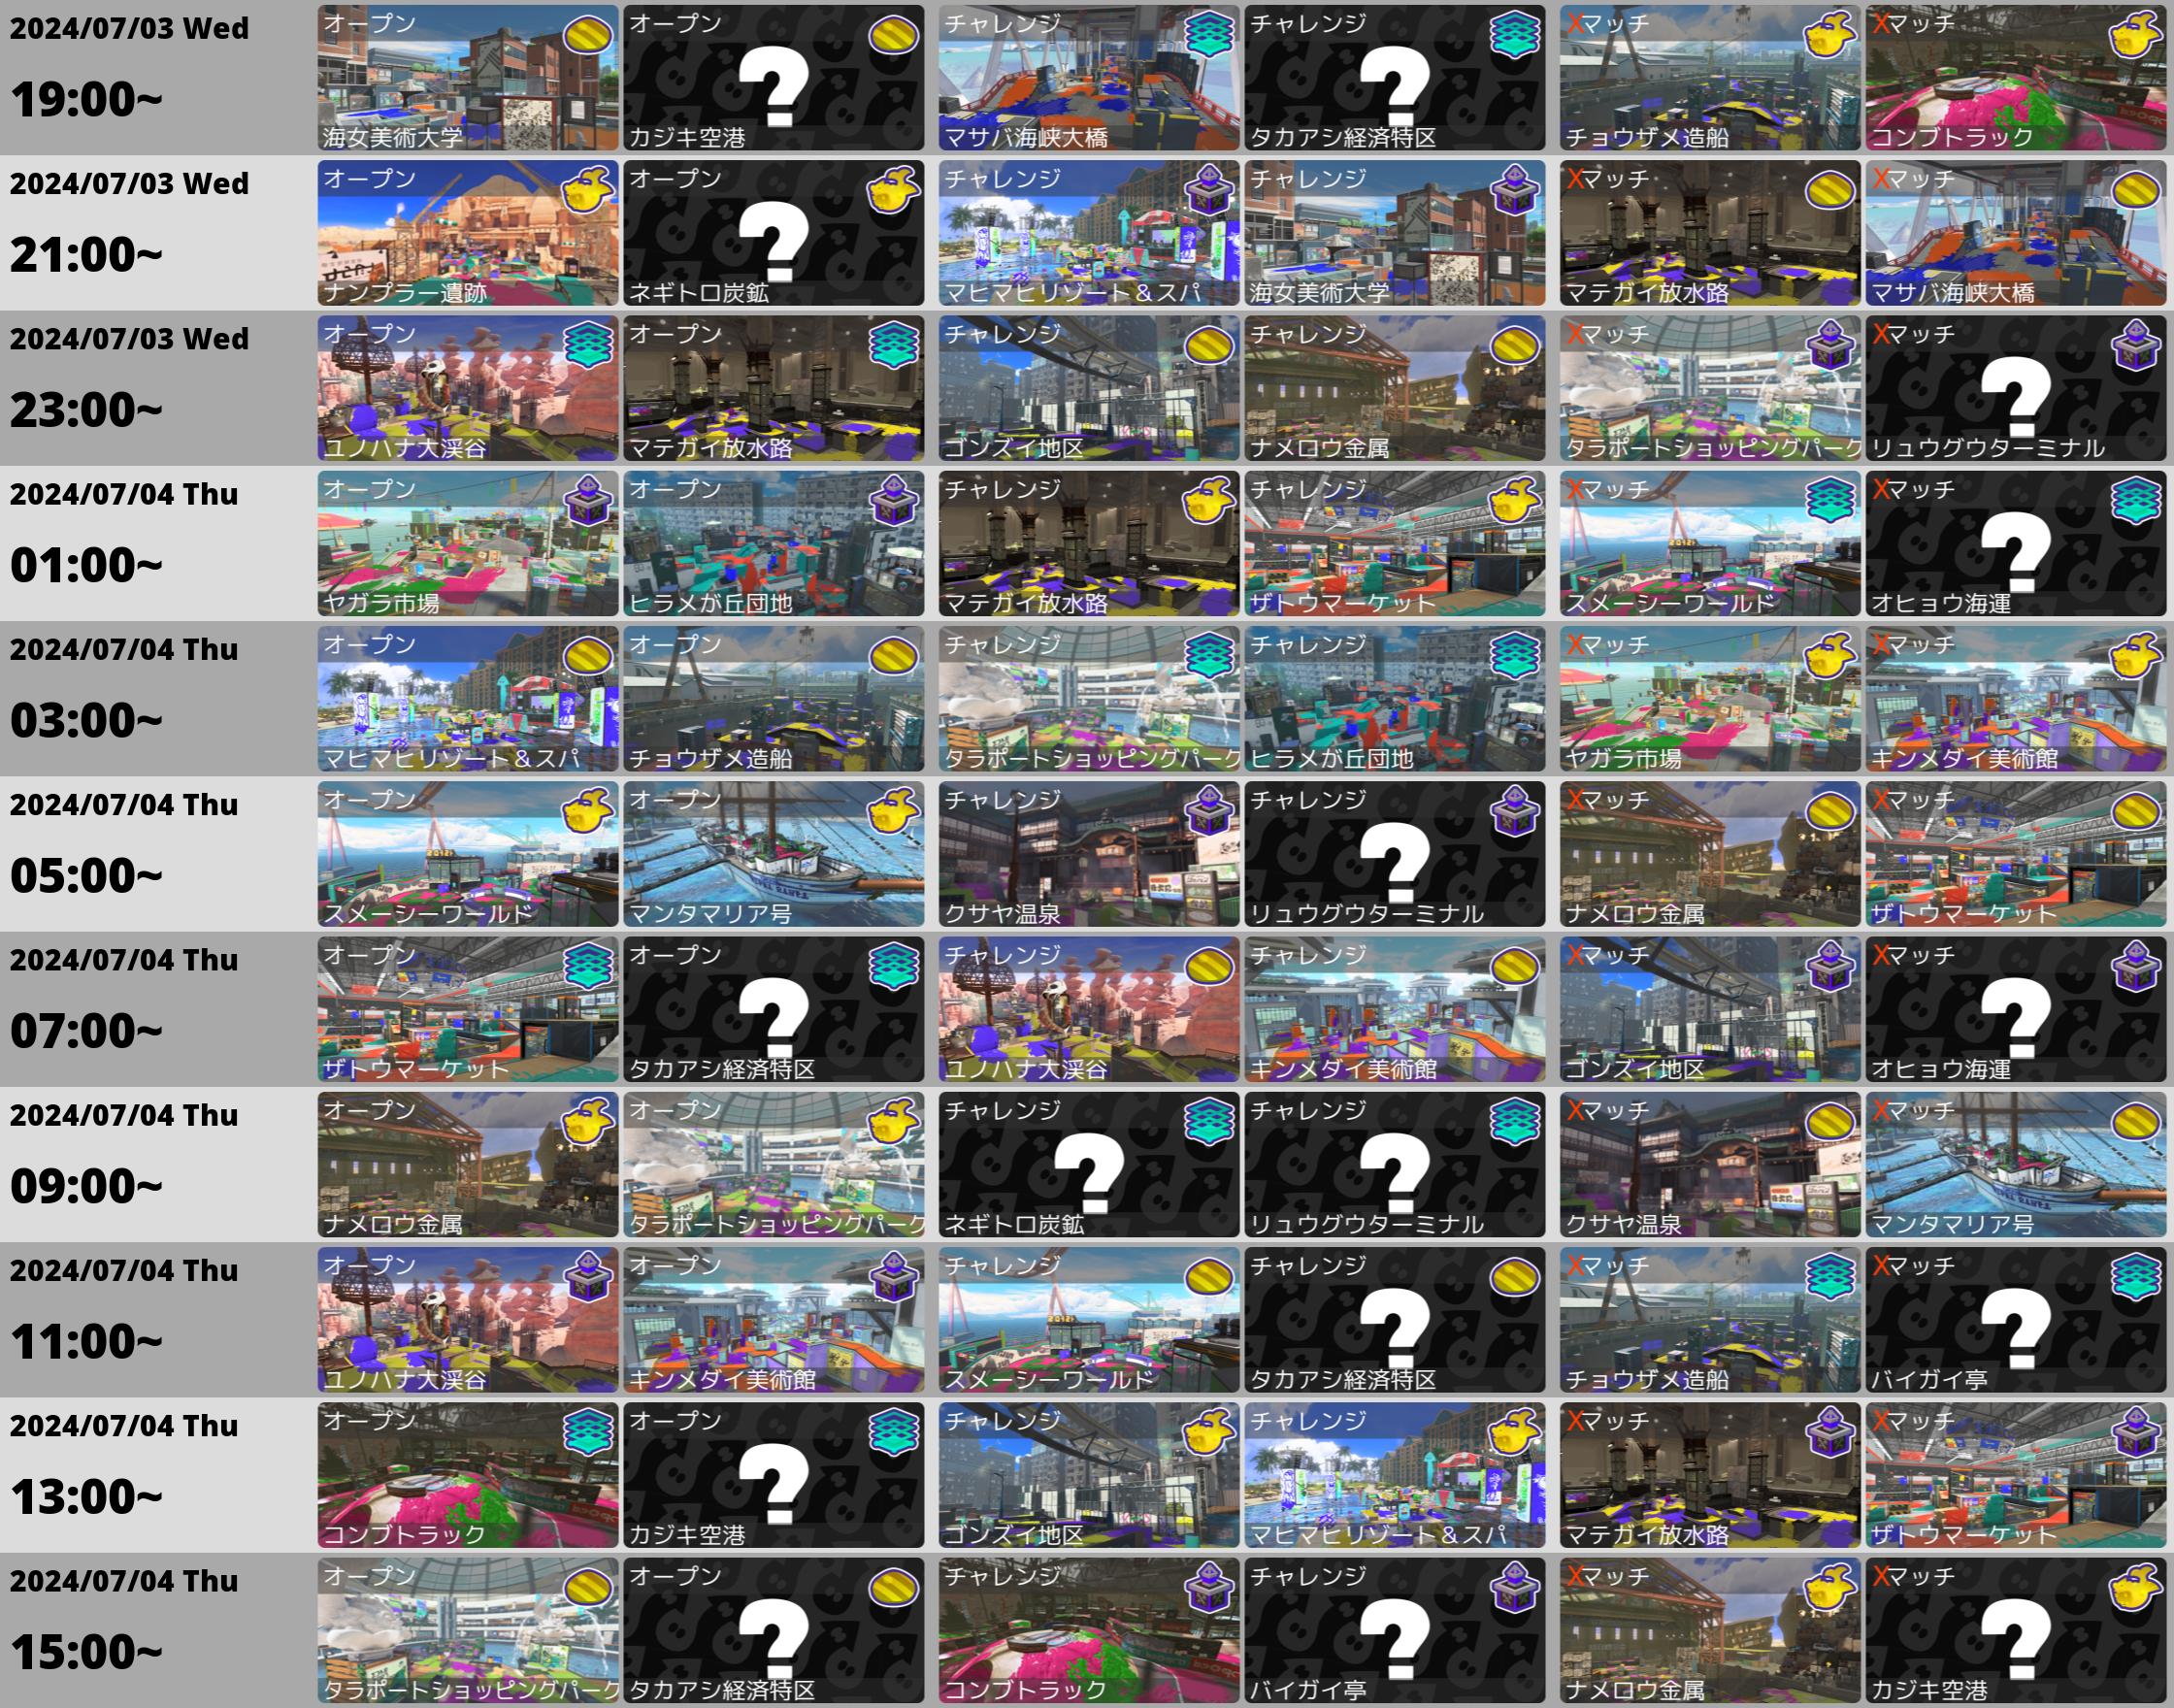 2024/07/03 Wed
19:00~
オープン
海女美術大学
オープン
カジキ空港
チャレンジ
マサバ海峡大橋
チャレンジ
タカアシ経済特区
Xマッチ
チョウザメ造船
Xマッチ
コンブトラック
2024/07/03 Wed
21:00~
オープン
ナンプラー遺跡
オープン
ネギトロ炭鉱
チャレンジ
マヒマヒリゾート＆スパ
チャレンジ
海女美術大学
Xマッチ
マテガイ放水路
Xマッチ
マサバ海峡大橋
2024/07/03 Wed
23:00~
オープン
ユノハナ大渓谷
オープン
マテガイ放水路
チャレンジ
ゴンズイ地区
チャレンジ
ナメロウ金属
Xマッチ
タラポートショッピングパーク
Xマッチ
リュウグウターミナル
2024/07/04 Thu
01:00~
オープン
ヤガラ市場
オープン
ヒラメが丘団地
チャレンジ
マテガイ放水路
チャレンジ
ザトウマーケット
Xマッチ
スメーシーワールド
Xマッチ
オヒョウ海運
2024/07/04 Thu
03:00~
オープン
マヒマヒリゾート＆スパ
オープン
チョウザメ造船
チャレンジ
タラポートショッピングパーク
チャレンジ
ヒラメが丘団地
Xマッチ
ヤガラ市場
Xマッチ
キンメダイ美術館
2024/07/04 Thu
05:00~
オープン
スメーシーワールド
オープン
マンタマリア号
チャレンジ
クサヤ温泉
チャレンジ
リュウグウターミナル
Xマッチ
ナメロウ金属
Xマッチ
ザトウマーケット
2024/07/04 Thu
07:00~
オープン
ザトウマーケット
オープン
タカアシ経済特区
チャレンジ
ユノハナ大渓谷
チャレンジ
キンメダイ美術館
Xマッチ
ゴンズイ地区
Xマッチ
オヒョウ海運
2024/07/04 Thu
09:00~
オープン
ナメロウ金属
オープン
タラポートショッピングパーク
チャレンジ
ネギトロ炭鉱
チャレンジ
リュウグウターミナル
Xマッチ
クサヤ温泉
Xマッチ
マンタマリア号
2024/07/04 Thu
11:00~
オープン
ユノハナ大渓谷
オープン
キンメダイ美術館
チャレンジ
スメーシーワールド
チャレンジ
タカアシ経済特区
Xマッチ
チョウザメ造船
Xマッチ
バイガイ亭
2024/07/04 Thu
13:00~
オープン
コンブトラック
オープン
カジキ空港
チャレンジ
ゴンズイ地区
チャレンジ
マヒマヒリゾート＆スパ
Xマッチ
マテガイ放水路
Xマッチ
ザトウマーケット
2024/07/04 Thu
15:00~
オープン
タラポートショッピングパーク
オープン
タカアシ経済特区
チャレンジ
コンブトラック
チャレンジ
バイガイ亭
Xマッチ
ナメロウ金属
Xマッチ
カジキ空港